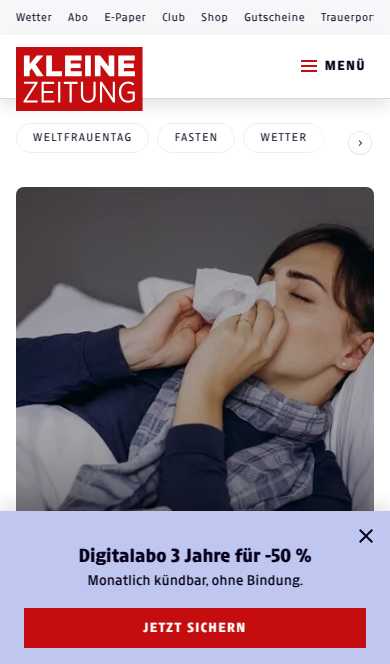 Wetter Abo E-Paper Club Shop Gutscheine Trauerpor
KLEINE
ZEITUNG
MENÜ
WELTFRAUENTAG FASTEN WETTER
Digitalabo 3 Jahre für -50 %
Monatlich kündbar, ohne Bindung.
JETZT SICHERN